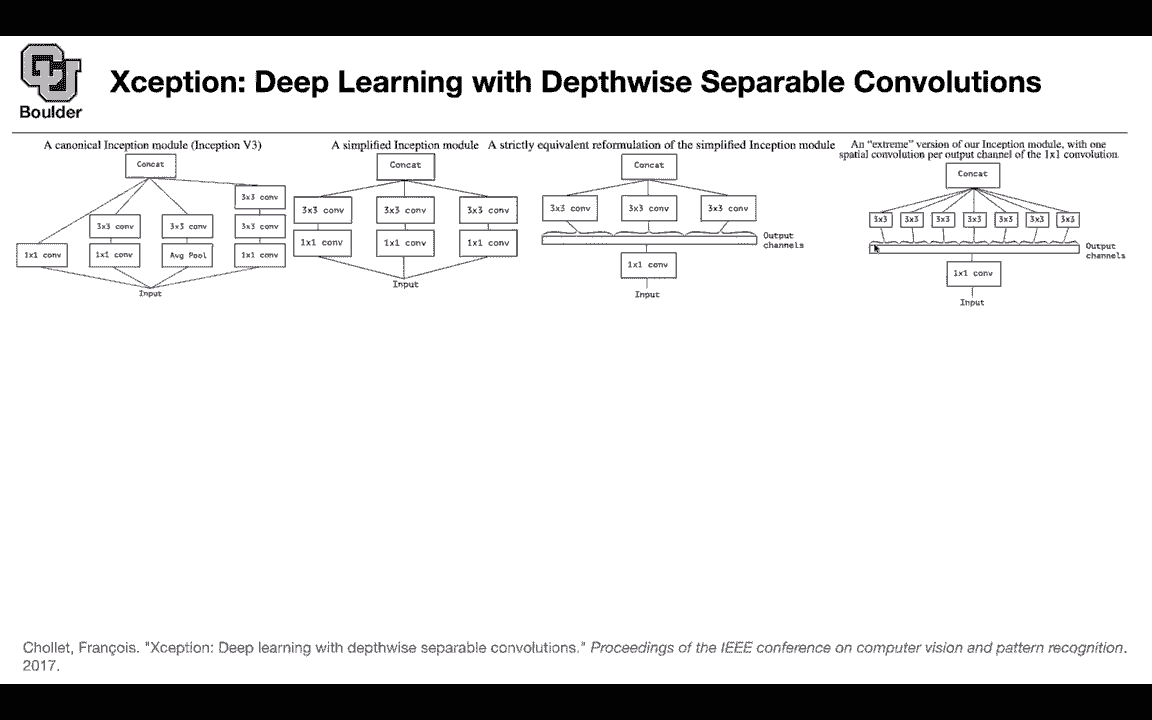 Boulder
Xception: Deep Learning with Depthwise Separable Convolutions
A canonical Inception module (Inception V3)
Concat
3x3 conv
3x3 conv
3x3 conv
3x3 conv
1x1 conv
1x1 conv
Avg Pool
1x1 conv
Input
A simplified Inception module
Concat
3x3 conv
3x3 conv
3x3 conv
1x1 conv
1x1 conv
1x1 conv
Input
A strictly equivalent reformulation of the simplified Inception module
Concat
3x3 conv
3x3 conv
3x3 conv
Output
channels
1x1 conv
Input
An “extreme” version of our Inception module, with one
spatial convolution per output channel of the 1x1 convolution.
Concat
3x3
3x3
3x3
3x3
3x3
3x3
3x3
Output
channels
1x1 conv
Input
Chollet, François. "Xception: Deep learning with depthwise separable convolutions." Proceedings of the IEEE conference on computer vision and pattern recognition.
2017.